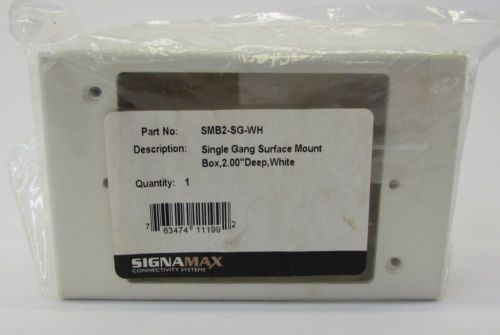 Part No: SMB2-SG-WH
Description: Single Gang Surface Mount
Box,2.00"Deep,White
Quantity: 1
7 63474 11199 2
SIGNAMAX
CONNECTIVITY SYSTEMS